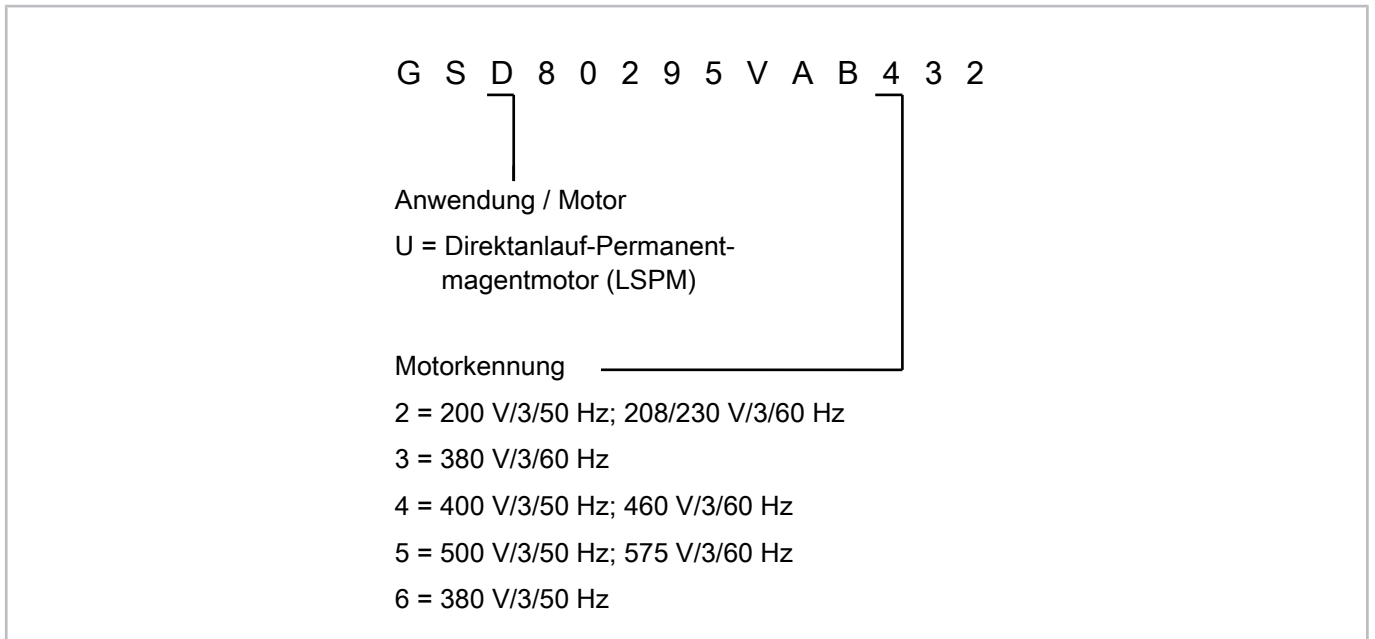 G S D 8 0 2 9 5 V A B 4 3 2
Anwendung / Motor
U = Direktanlauf-Permanent-
magentmotor (LSPM)
Motorkennung
2 = 200 V/3/50 Hz; 208/230 V/3/60 Hz
3 = 380 V/3/60 Hz
4 = 400 V/3/50 Hz; 460 V/3/60 Hz
5 = 500 V/3/50 Hz; 575 V/3/60 Hz
6 = 380 V/3/50 Hz